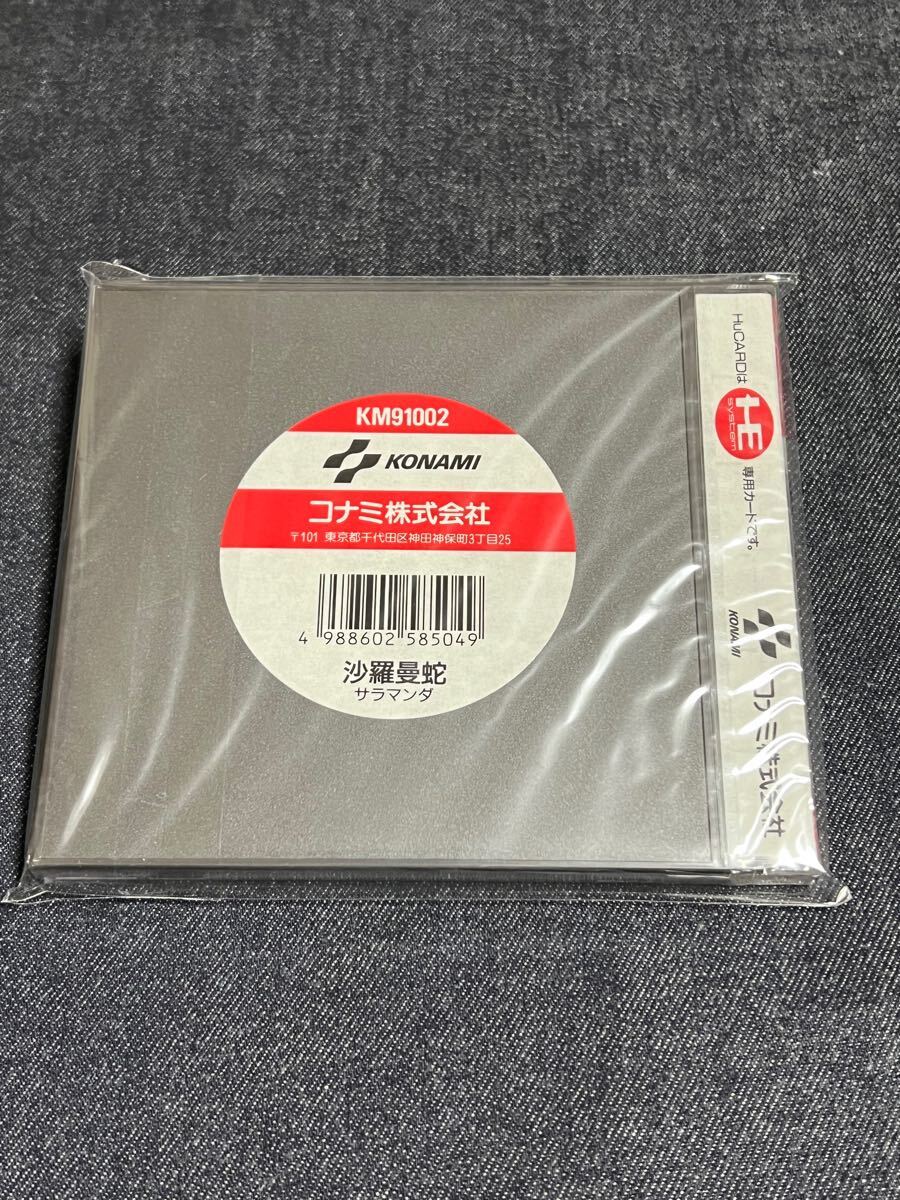 KM91002
KONAMI
コナミ株式会社
〒101 東京都千代田区神田神保町3丁目25
4 988602 585049
沙羅曼蛇
サラマンダ
HuCARDは
HE
system
専用カードです。
KONAMI
コナミ株式会社